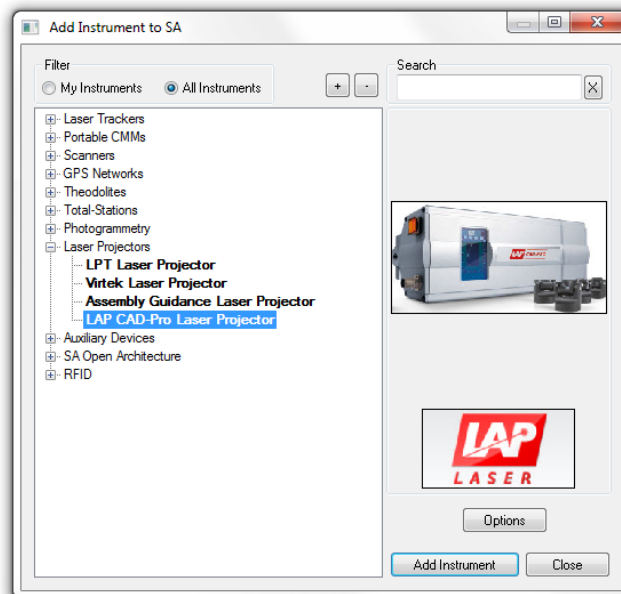 Add Instrument to SA
Filter
My Instruments
All Instruments
+
-
Search
X
Laser Trackers
Portable CMMs
Scanners
GPS Networks
Theodolites
Total-Stations
Photogrammetry
Laser Projectors
LPT Laser Projector
Virtek Laser Projector
Assembly Guidance Laser Projector
LAP CAD-Pro Laser Projector
Auxiliary Devices
SA Open Architecture
RFID
LAP CAD-PRO
LAP
LASER
Options
Add Instrument
Close